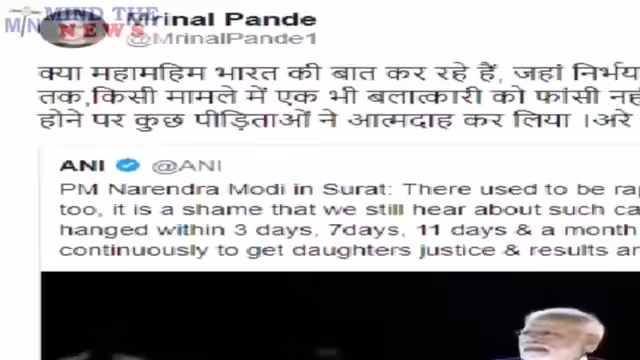 MIND THE
NEWS
MN
Mrinal Pande
@MrinalPande1
क्या महामहिम भारत की बात कर रहे हैं, जहां निर्भय
तक,किसी मामले में एक भी बलात्कारी को फांसी नही
होने पर कुछ पीड़िताओं ने आत्मदाह कर लिया ।अरे
ANI @ANI
PM Narendra Modi in Surat: There used to be ra
too, it is a shame that we still hear about such ca
hanged within 3 days, 7days, 11 days & a month
continuously to get daughters justice & results ar